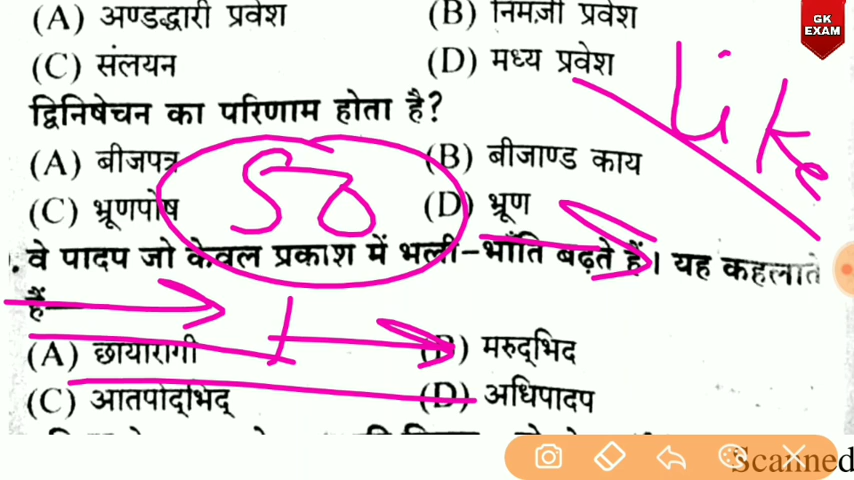 (A) अण्डद्धारी प्रवेश (B) निमज़ी प्रवेश
GK EXAM
(C) संलयन (D) मध्य प्रवेश
Like
द्विनिषेचन का परिणाम होता है?
(A) बीजपत्र (B) बीजाण्ड काय
50
(C) भ्रूणपोष (D) भ्रूण
. वे पादप जो केवल प्रकाश में भली-भाँति बढ़ते हैं। यह कहलाते
हैं—
(A) छायारागी (B) मरुद्भिद
(C) आतपोद्भिद् (D) अधिपादप
Scanned